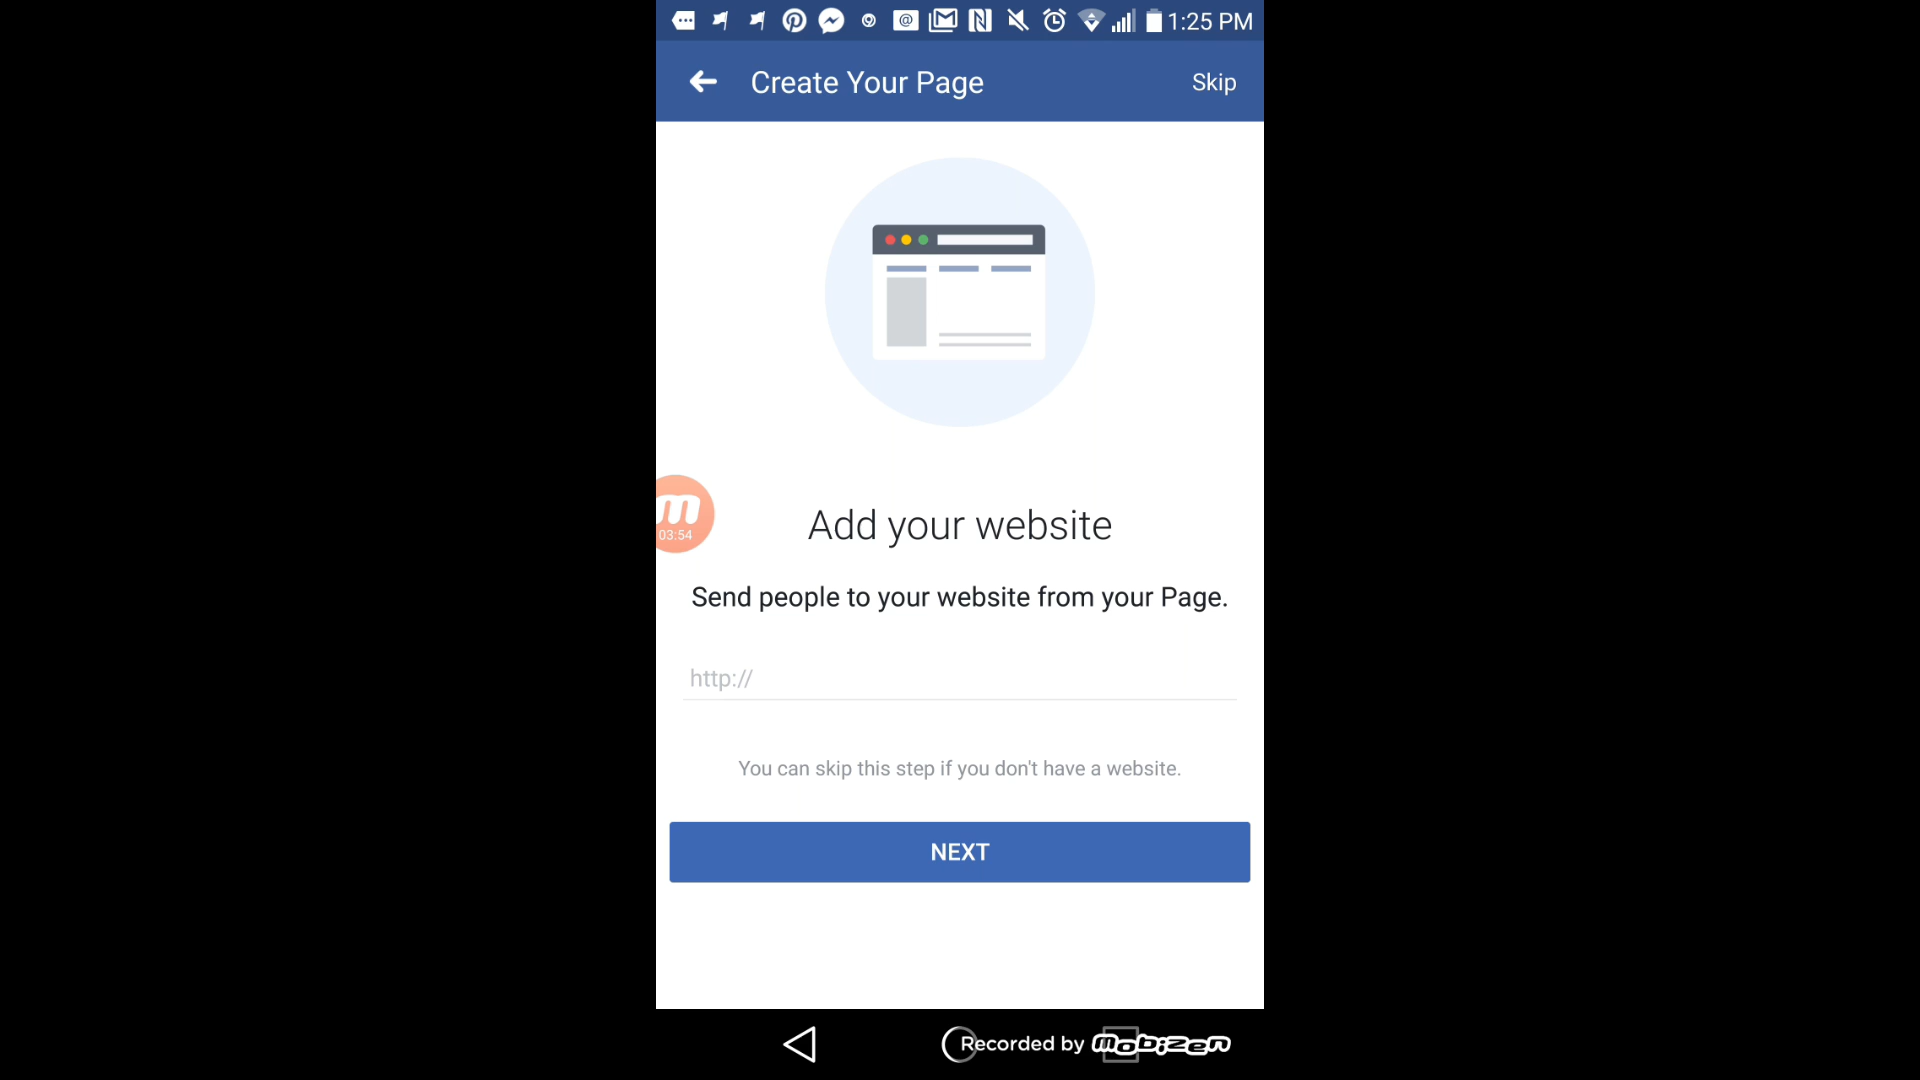 1:25 PM
Create Your Page
Skip
03:54
Add your website
Send people to your website from your Page.
http://
You can skip this step if you don't have a website.
NEXT
Recorded by Mobizen